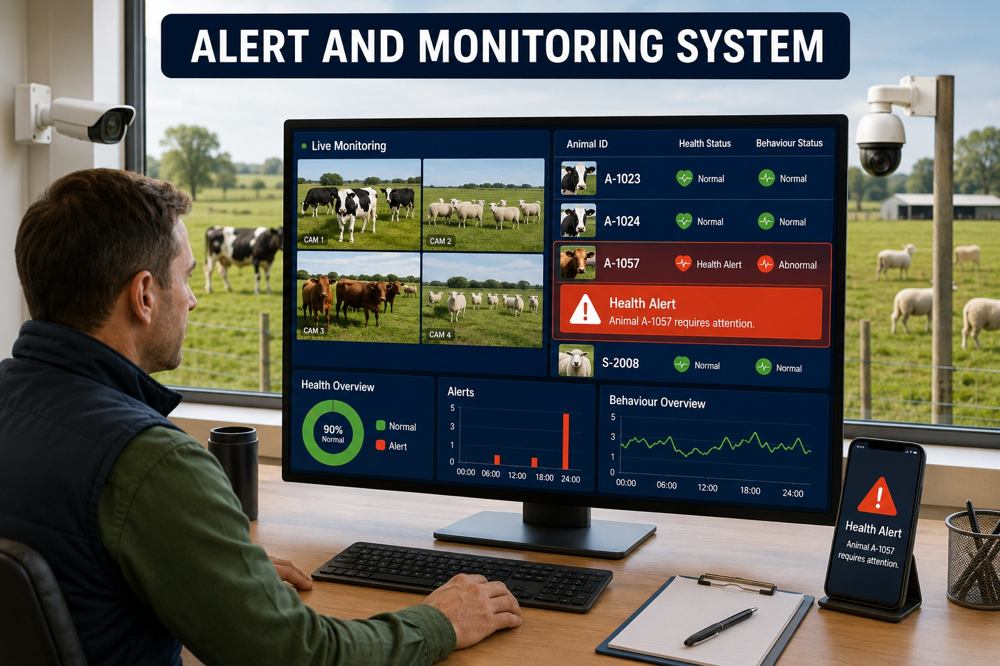 ALERT AND MONITORING SYSTEM
Live Monitoring
CAM 1
CAM 2
CAM 3
CAM 4
Animal ID Health Status Behaviour Status
A-1023 Normal Normal
A-1024 Normal Normal
A-1057 Health Alert Abnormal
Health Alert
Animal A-1057 requires attention.
S-2008 Normal Normal
Health Overview
90%
Normal
Normal
Alert
Alerts
5
3
1
0
00:00 06:00 12:00 18:00 24:00
Behaviour Overview
5
3
1
0
00:00 06:00 12:00 18:00 24:00
Health Alert
Animal A-1057
requires attention.